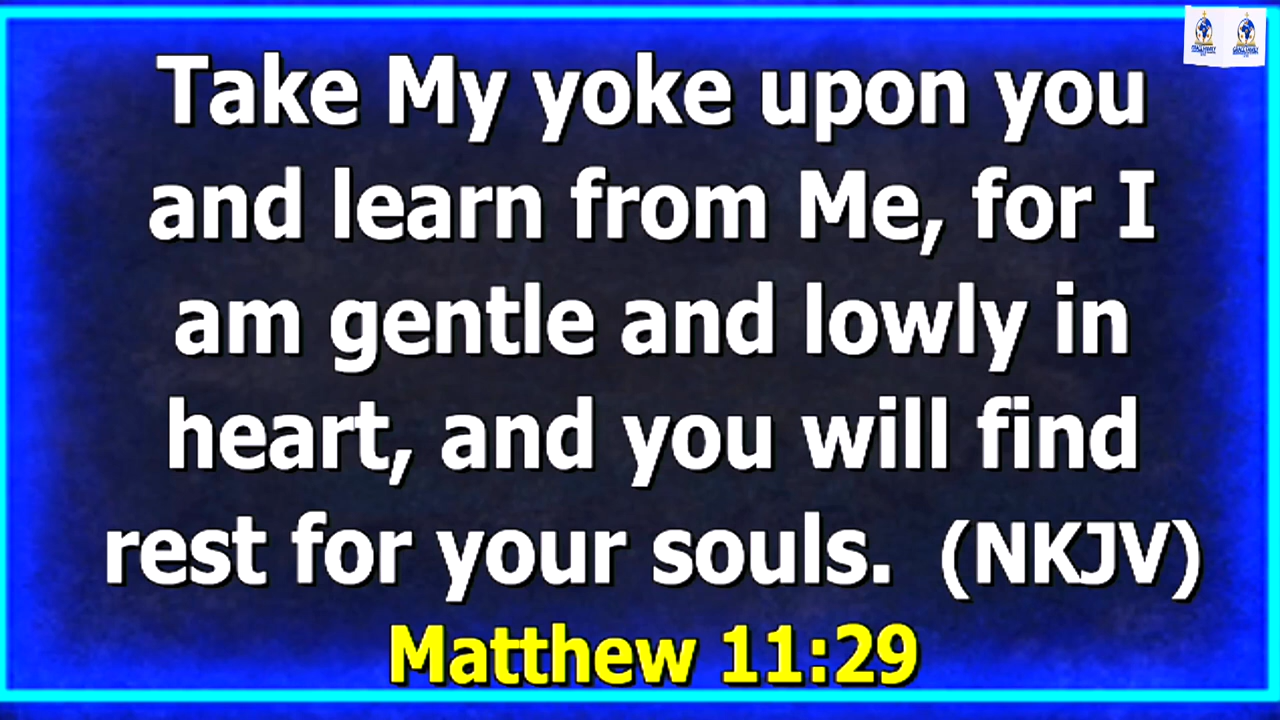 Take My yoke upon you
and learn from Me, for I
am gentle and lowly in
heart, and you will find
rest for your souls.  (NKJV)
Matthew 11:29